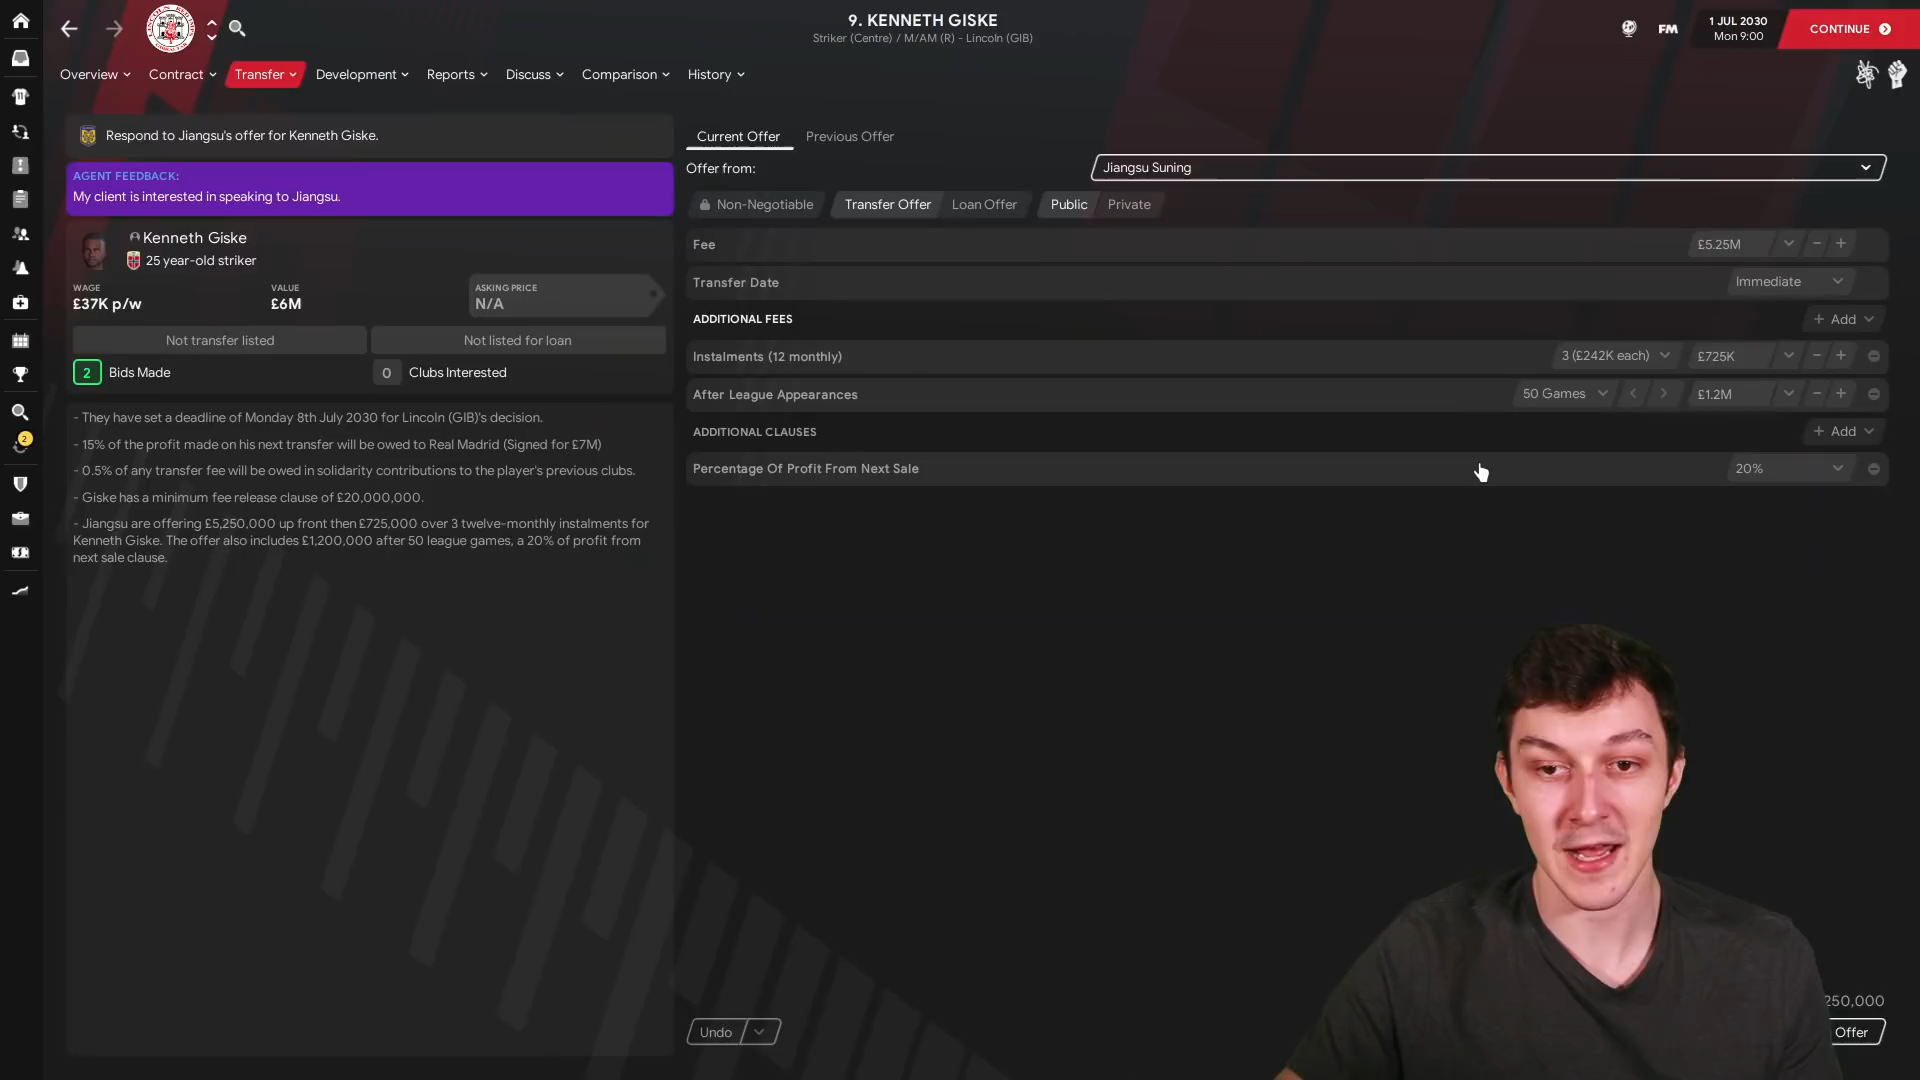 9. KENNETH GISKE
Striker (Centre) / M/AM (R) - Lincoln (GIB)
FM
1 JUL 2030
Mon 9:00
CONTINUE
Overview
Contract
Transfer
Development
Reports
Discuss
Comparison
History
Respond to Jiangsu's offer for Kenneth Giske.
AGENT FEEDBACK:
My client is interested in speaking to Jiangsu.
Kenneth Giske
25 year-old striker
WAGE
£37K p/w
VALUE
£6M
ASKING PRICE
N/A
Not transfer listed
Not listed for loan
2 Bids Made
0 Clubs Interested
- They have set a deadline of Monday 8th July 2030 for Lincoln (GIB)'s decision.
- 15% of the profit made on his next transfer will be owed to Real Madrid (Signed for £7M)
- 0.5% of any transfer fee will be owed in solidarity contributions to the player's previous clubs.
- Giske has a minimum fee release clause of £20,000,000.
- Jiangsu are offering £5,250,000 up front then £725,000 over 3 twelve-monthly instalments for
Kenneth Giske. The offer also includes £1,200,000 after 50 league games, a 20% of profit from
next sale clause.
2
Current Offer
Previous Offer
Offer from:
Jiangsu Suning
Non-Negotiable
Transfer Offer
Loan Offer
Public
Private
Fee
£5.25M
Transfer Date
Immediate
ADDITIONAL FEES
+ Add
Instalments (12 monthly)
3 (£242K each)
£725K
After League Appearances
50 Games
£1.2M
ADDITIONAL CLAUSES
+ Add
Percentage Of Profit From Next Sale
20%
250,000
Undo
Offer